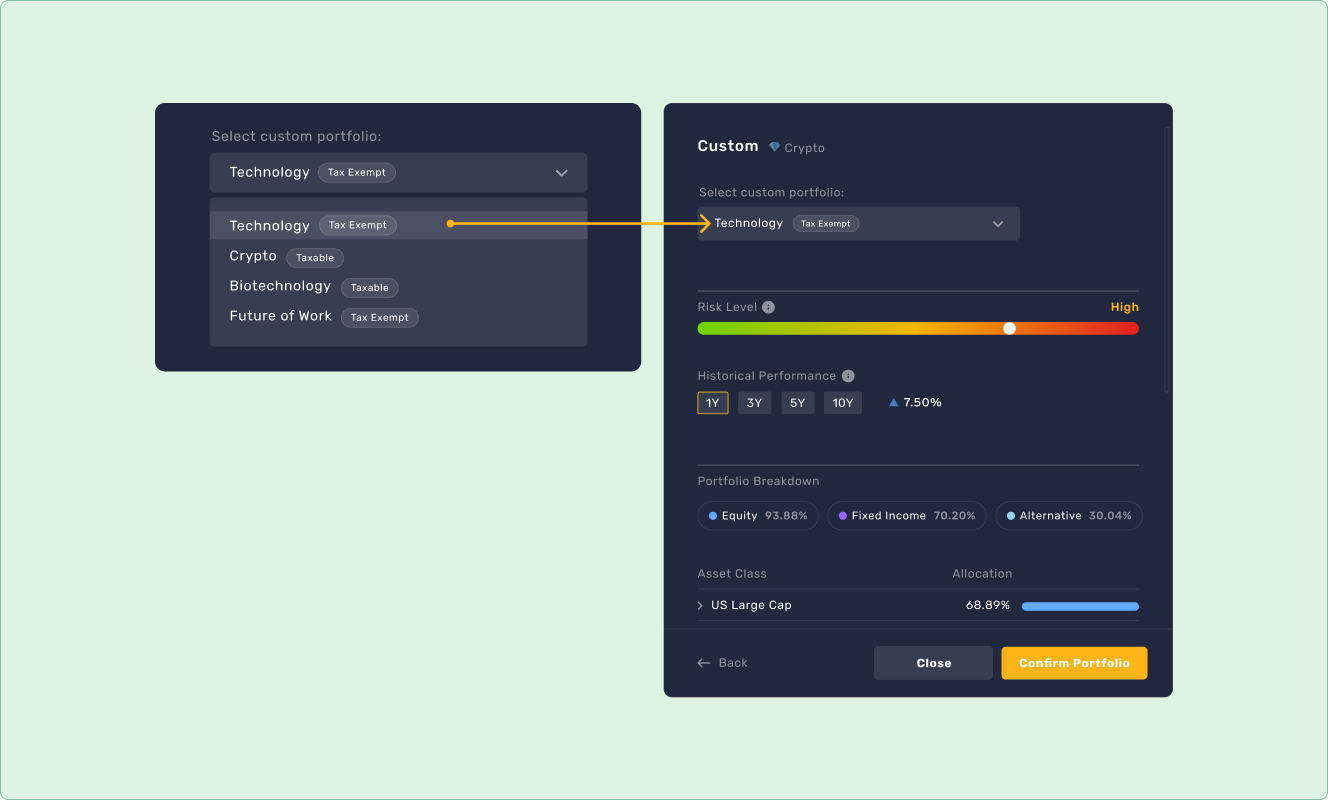 Select custom portfolio:
Technology Tax Exempt
Technology Tax Exempt
Crypto Taxable
Biotechnology Taxable
Future of Work Tax Exempt
Custom Crypto
Select custom portfolio:
Technology Tax Exempt
Risk Level High
Historical Performance
1Y 3Y 5Y 10Y 7.50%
Portfolio Breakdown
Equity 93.88% Fixed Income 70.20% Alternative 30.04%
Asset Class Allocation
US Large Cap 68.89%
Back Close Confirm Portfolio